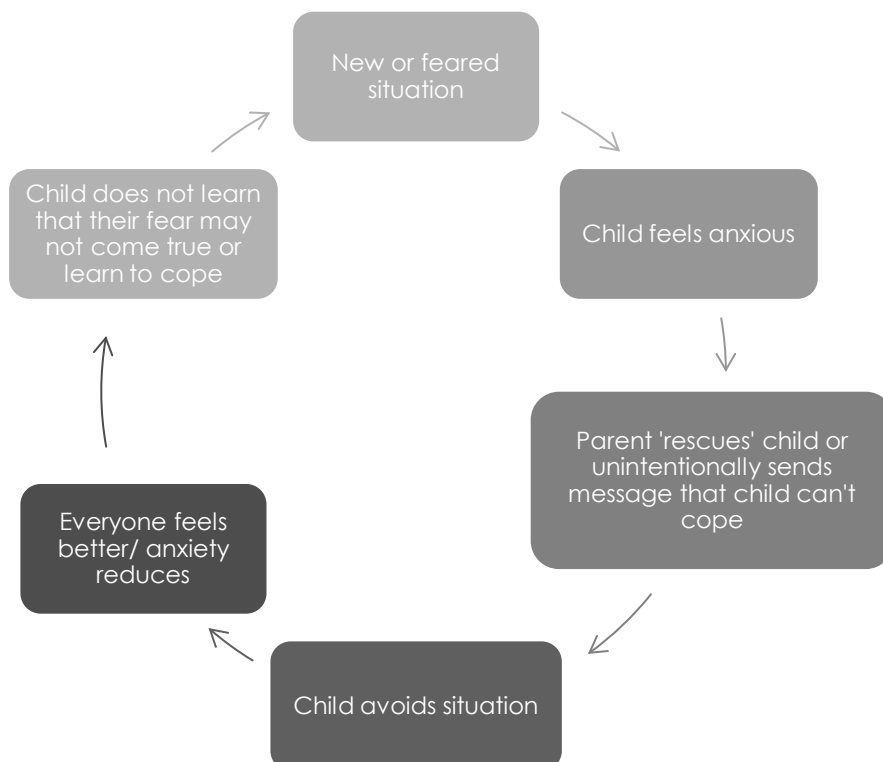 New or feared
situation
Child feels anxious
Parent 'rescues' child or
unintentionally sends
message that child can't
cope
Child avoids situation
Everyone feels
better/ anxiety
reduces
Child does not learn
that their fear may
not come true or
learn to cope